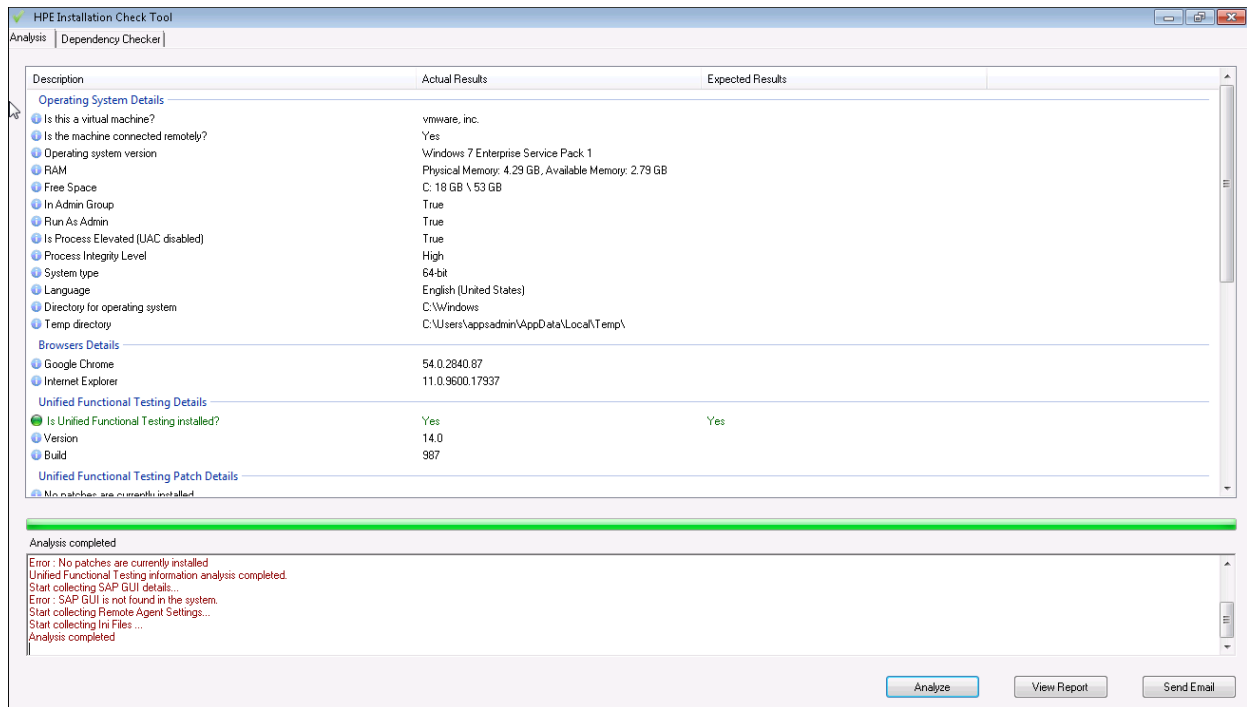 HPE Installation Check Tool
Analysis Dependency Checker
Description Actual Results Expected Results
Operating System Details
Is this a virtual machine? vmware, inc.
Is the machine connected remotely? Yes
Operating system version Windows 7 Enterprise Service Pack 1
RAM Physical Memory: 4.29 GB, Available Memory: 2.79 GB
Free Space C: 18 GB \ 53 GB
In Admin Group True
Run As Admin True
Is Process Elevated (UAC disabled) True
Process Integrity Level High
System type 64-bit
Language English (United States)
Directory for operating system C:\Windows
Temp directory C:\Users\appsadmin\AppData\Local\Temp\
Browsers Details
Google Chrome 54.0.2840.87
Internet Explorer 11.0.9600.17937
Unified Functional Testing Details
Is Unified Functional Testing installed? Yes Yes
Version 14.0
Build 987
Unified Functional Testing Patch Details
No patches are currently installed
Analysis completed
Error : No patches are currently installed
Unified Functional Testing information analysis completed.
Start collecting SAP GUI details...
Error : SAP GUI is not found in the system.
Start collecting Remote Agent Settings...
Start collecting Ini Files ...
Analysis completed
Analyze View Report Send Email